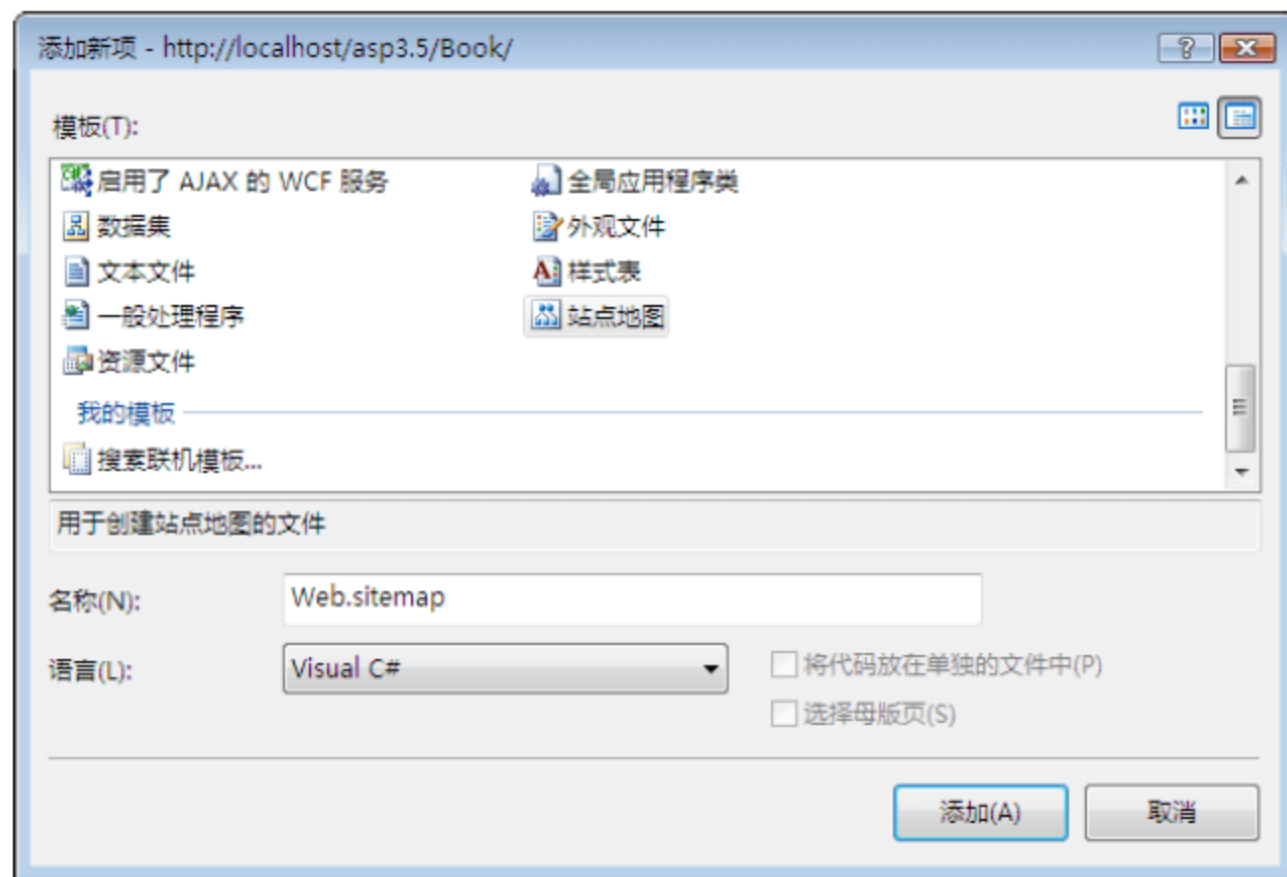 添加新项 - http://localhost/asp3.5/Book/
模板(T):
启用了 AJAX 的 WCF 服务 全局应用程序类
数据集 外观文件
文本文件 样式表
一般处理程序 站点地图
资源文件
我的模板
搜索联机模板...
用于创建站点地图的文件
名称(N): Web.sitemap
语言(L): Visual C# 将代码放在单独的文件中(P)
选择母版页(S)
添加(A) 取消